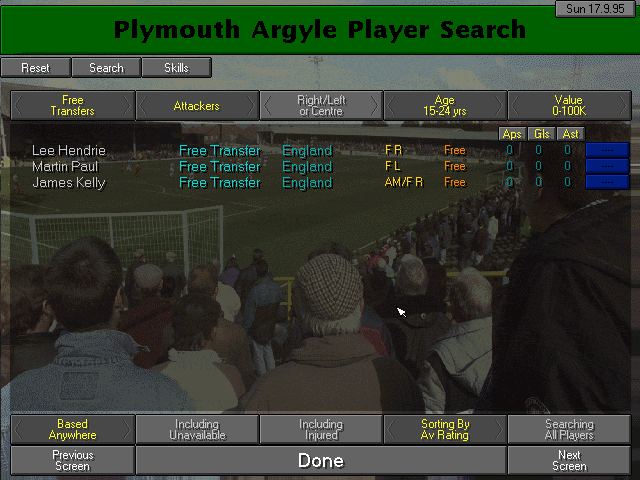 Sun 17.9.95
Plymouth Argyle Player Search
Reset Search Skills
Free Transfers Attackers Right/Left or Centre Age 15-24 yrs Value 0-100K
Aps Gls Ast
Lee Hendrie Free Transfer England F R Free 0 0 0 ----
Martin Paul Free Transfer England F L Free 0 0 0 ----
James Kelly Free Transfer England AM/F R Free 0 0 0 ----
Based Anywhere Including Unavailable Including Injured Sorting By Av Rating Searching All Players
Previous Screen Done Next Screen